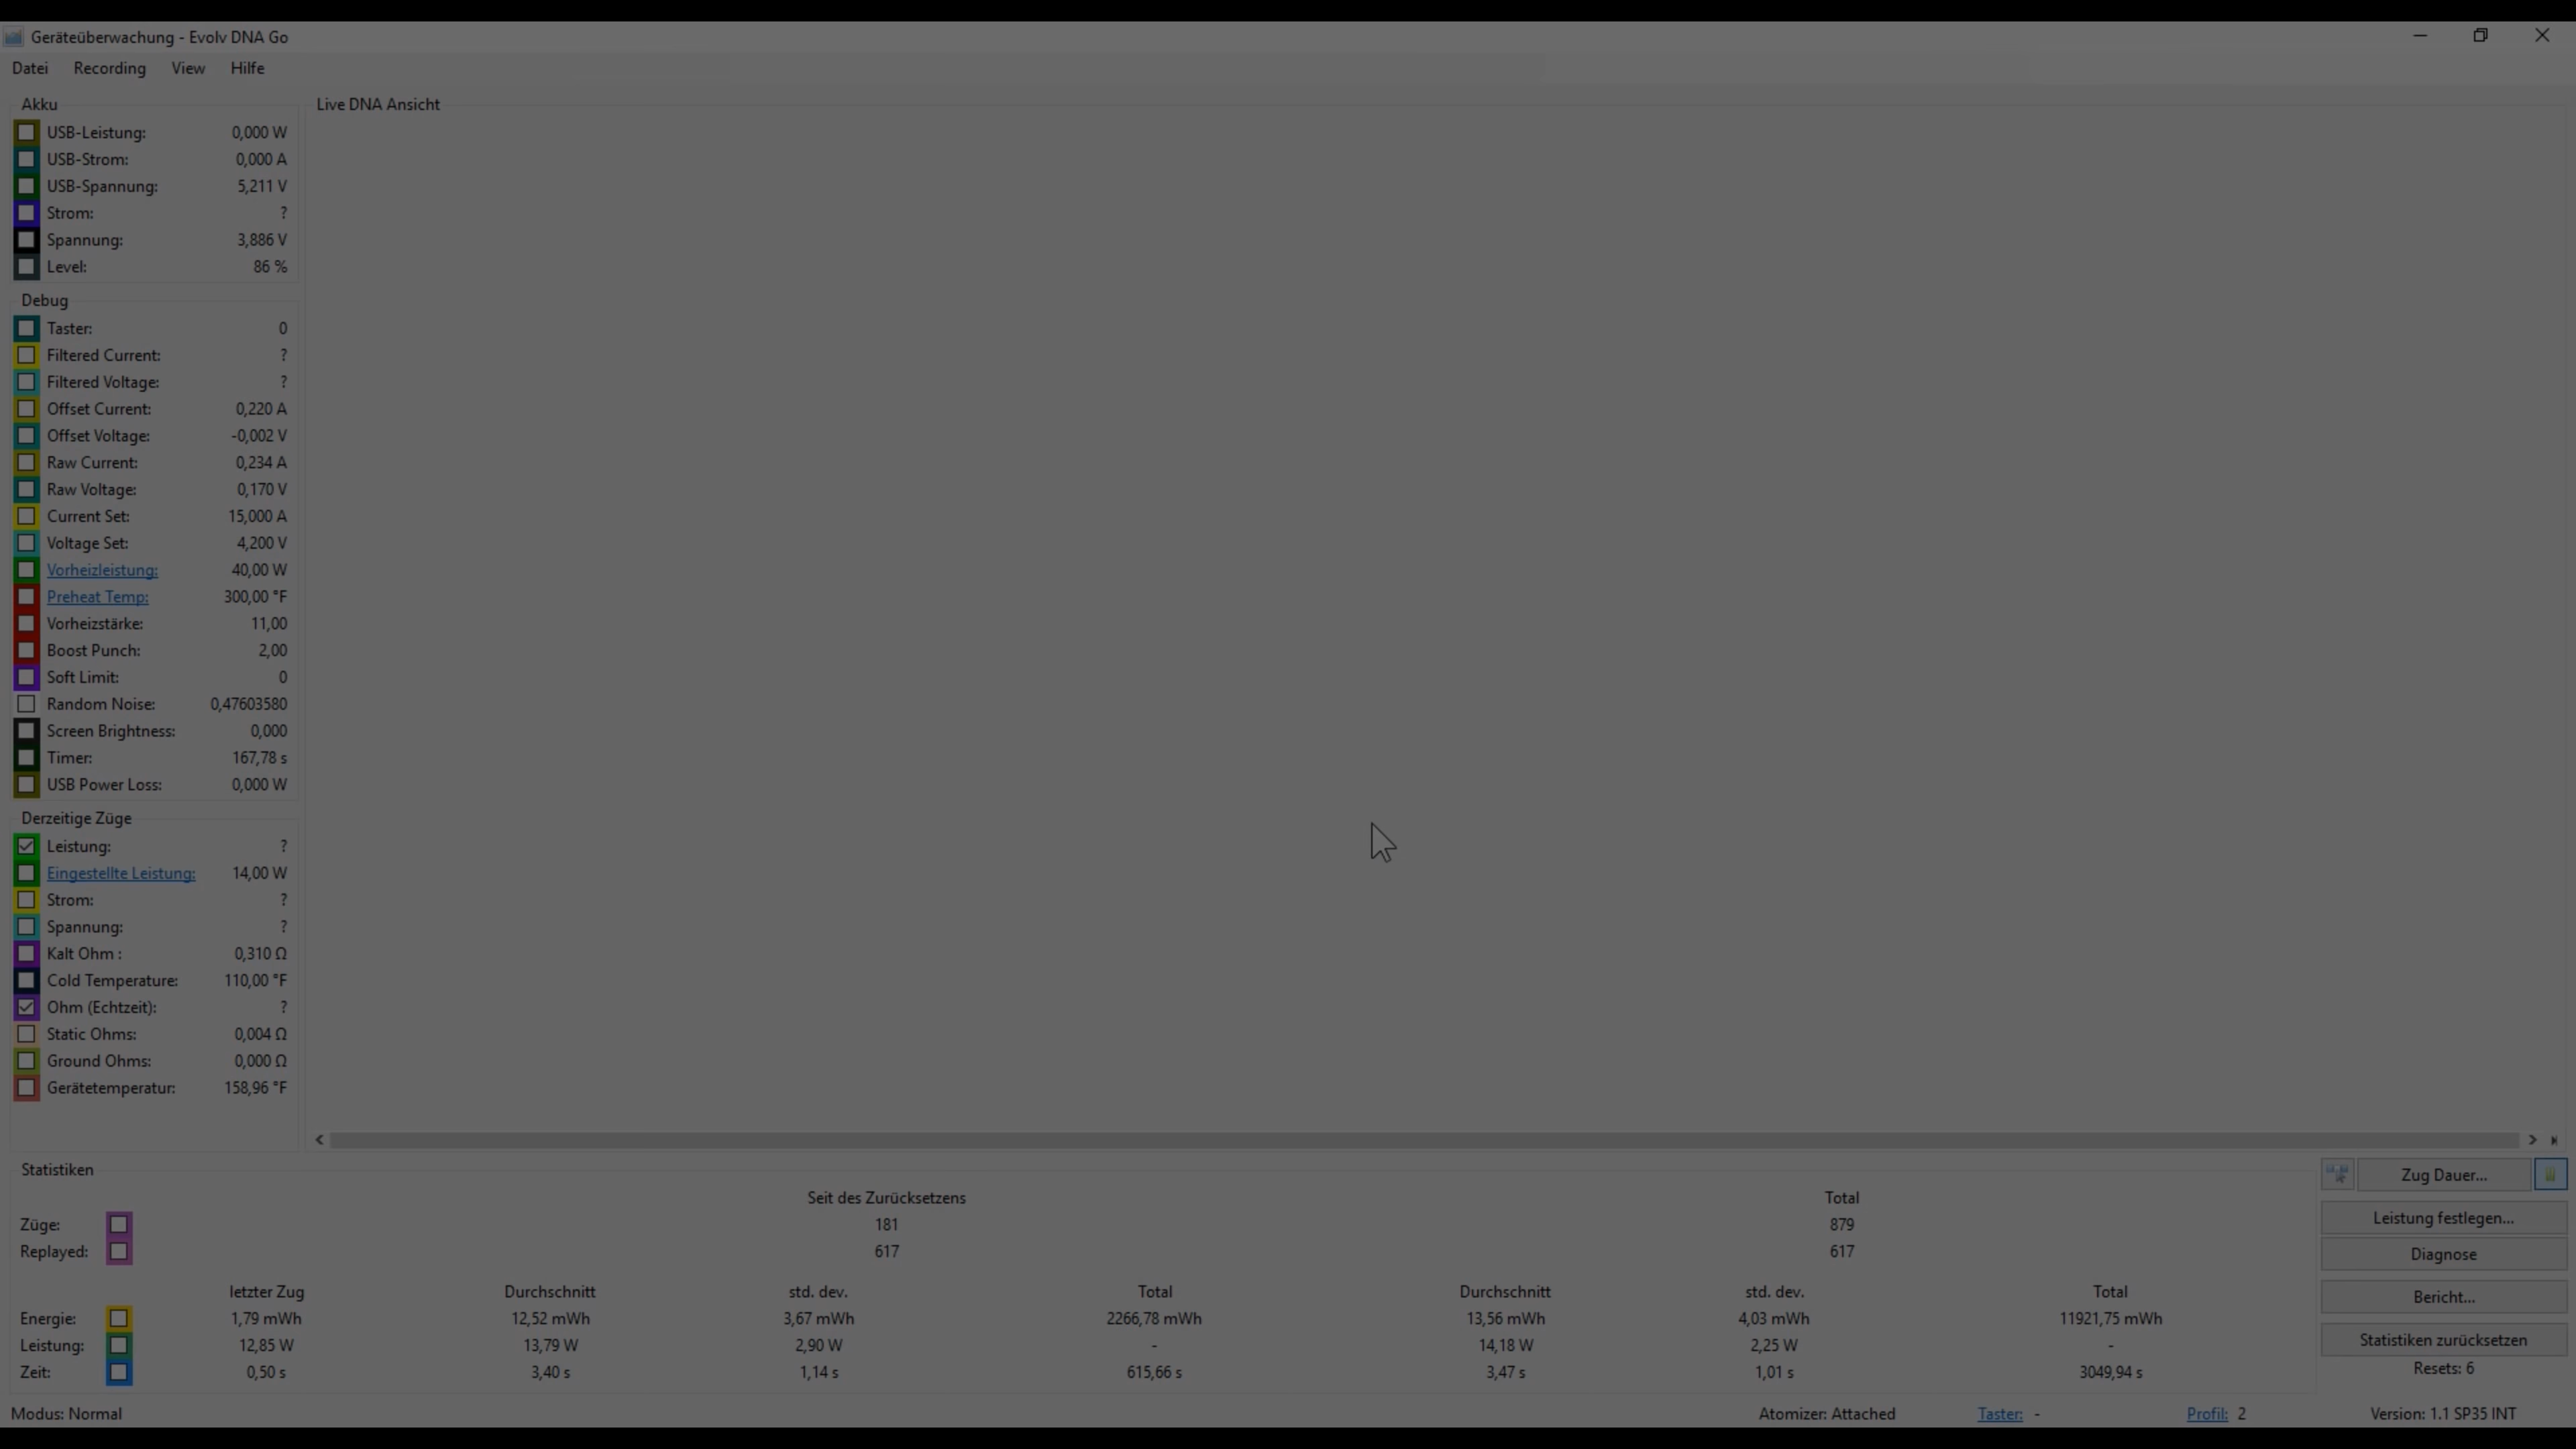 Geräteüberwachung - Evolv DNA Go
Datei Recording View Hilfe
Akku
USB-Leistung: 0,000 W
USB-Strom: 0,000 A
USB-Spannung: 5,211 V
Strom: ?
Spannung: 3,886 V
Level: 86 %
Debug
Taster: 0
Filtered Current: ?
Filtered Voltage: ?
Offset Current: 0,220 A
Offset Voltage: -0,002 V
Raw Current: 0,234 A
Raw Voltage: 0,170 V
Current Set: 15,000 A
Voltage Set: 4,200 V
Vorheizleistung: 40,00 W
Preheat Temp: 300,00 °F
Vorheizstärke: 11,00
Boost Punch: 2,00
Soft Limit: 0
Random Noise: 0,47603580
Screen Brightness: 0,000
Timer: 167,78 s
USB Power Loss: 0,000 W
Derzeitige Züge
Leistung: ?
Eingestellte Leistung: 14,00 W
Strom: ?
Spannung: ?
Kalt Ohm : 0,310 Ω
Cold Temperature: 110,00 °F
Ohm (Echtzeit): ?
Static Ohms: 0,004 Ω
Ground Ohms: 0,000 Ω
Gerätetemperatur: 158,96 °F
Live DNA Ansicht
Statistiken
Seit des Zurücksetzens Total
Züge: 181 879
Replayed: 617 617
letzter Zug Durchschnitt std. dev. Total Durchschnitt std. dev. Total
Energie: 1,79 mWh 12,52 mWh 3,67 mWh 2266,78 mWh 13,56 mWh 4,03 mWh 11921,75 mWh
Leistung: 12,85 W 13,79 W 2,90 W - 14,18 W 2,25 W -
Zeit: 0,50 s 3,40 s 1,14 s 615,66 s 3,47 s 1,01 s 3049,94 s
Zug Dauer...
Leistung festlegen...
Diagnose
Bericht...
Statistiken zurücksetzen
Resets: 6
Modus: Normal Atomizer: Attached Taster: - Profil: 2 Version: 1.1 SP35 INT